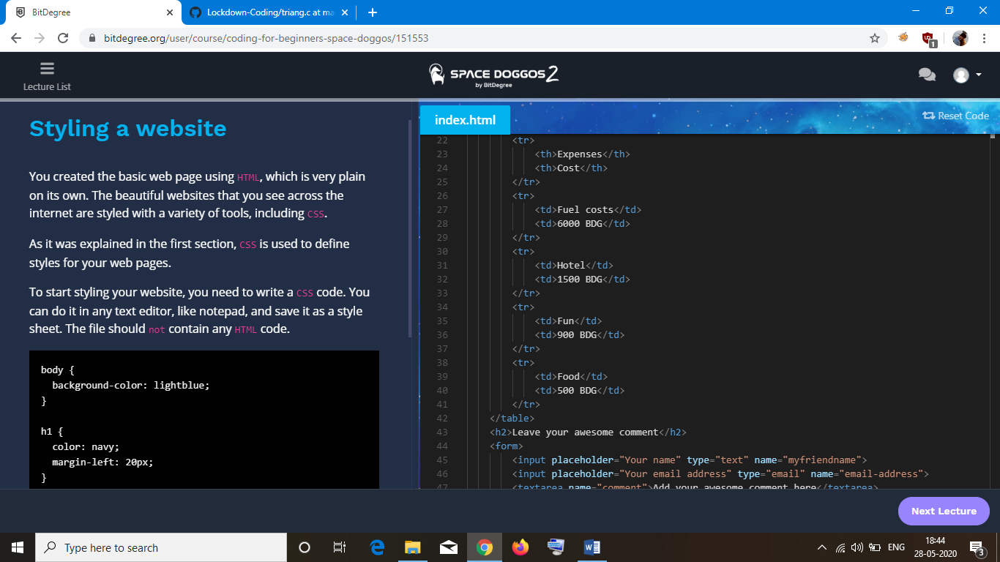 BitDegree
Lockdown-Coding/triang.c at ma
bitdegree.org/user/course/coding-for-beginners-space-doggos/151553
1
Lecture List
SPACE DOGGOS 2
by BitDegree
Styling a website
You created the basic web page using HTML, which is very plain
on its own. The beautiful websites that you see across the
internet are styled with a variety of tools, including CSS.
As it was explained in the first section, CSS is used to define
styles for your web pages.
To start styling your website, you need to write a CSS code. You
can do it in any text editor, like notepad, and save it as a style
sheet. The file should not contain any HTML code.
body {
  background-color: lightblue;
}
h1 {
  color: navy;
  margin-left: 20px;
}
index.html
Reset Code
22 <tr>
23 <th>Expenses</th>
24 <th>Cost</th>
25 </tr>
26 <tr>
27 <td>Fuel costs</td>
28 <td>6000 BDG</td>
29 </tr>
30 <tr>
31 <td>Hotel</td>
32 <td>1500 BDG</td>
33 </tr>
34 <tr>
35 <td>Fun</td>
36 <td>900 BDG</td>
37 </tr>
38 <tr>
39 <td>Food</td>
40 <td>500 BDG</td>
41 </tr>
42 </table>
43 <h2>Leave your awesome comment</h2>
44 <form>
45 <input placeholder="Your name" type="text" name="myfriendname">
46 <input placeholder="Your email address" type="email" name="email-address">
47 <textarea name="comment">Add your awesome comment here</textarea>
Next Lecture
Type here to search
ENG
18:44
28-05-2020
3